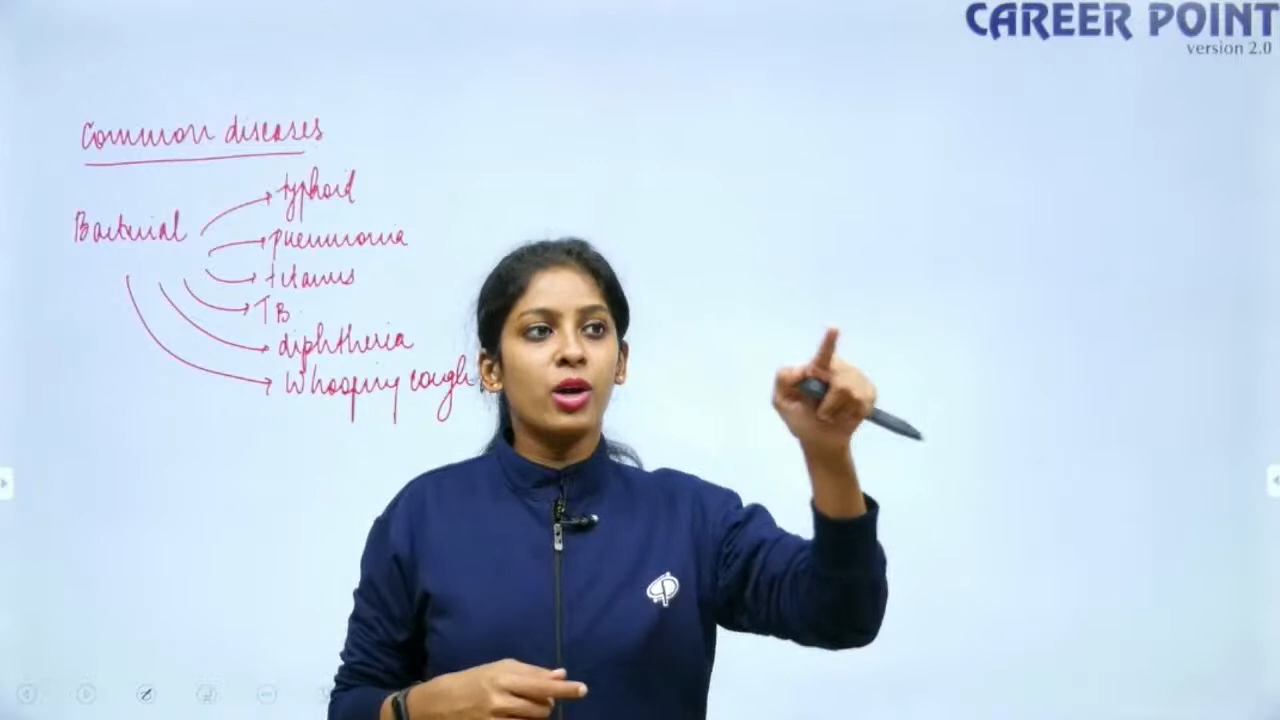 CAREER POINT
version 2.0
Common diseases
Bacterial
typhoid
pneumonia
tetanus
TB
diphtheria
Whooping cough